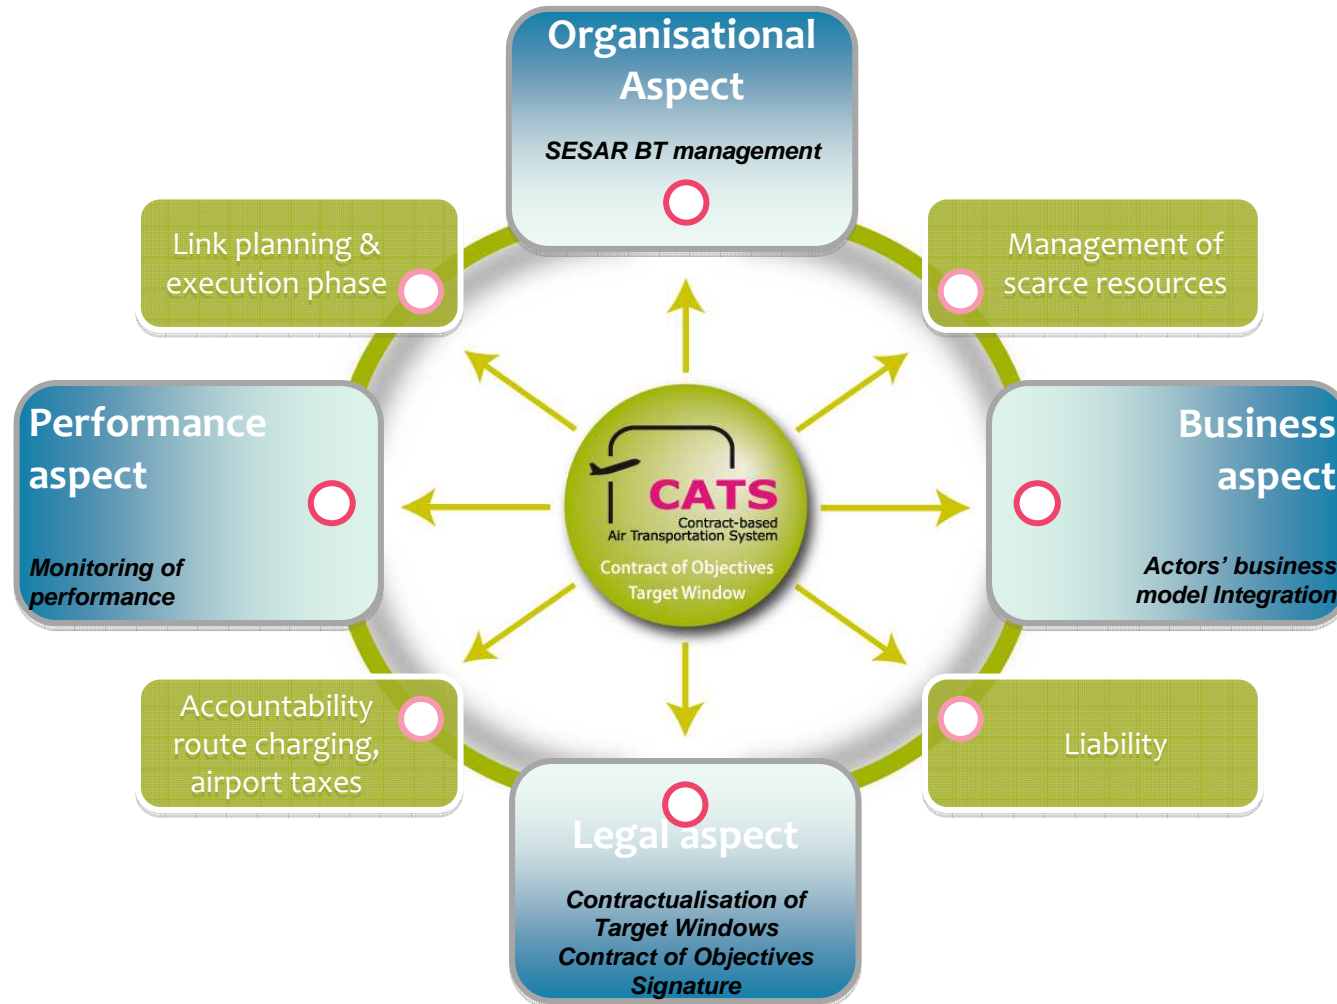 Organisational
Aspect
SESAR BT management
Link planning &
execution phase
Management of
scarce resources
Performance
aspect
Monitoring of
performance
CATS
Contract-based
Air Transportation System
Contract of Objectives
Target Window
Business
aspect
Actors' business
model Integration
Accountability
route charging,
airport taxes
Liability
Legal aspect
Contractualisation of
Target Windows
Contract of Objectives
Signature